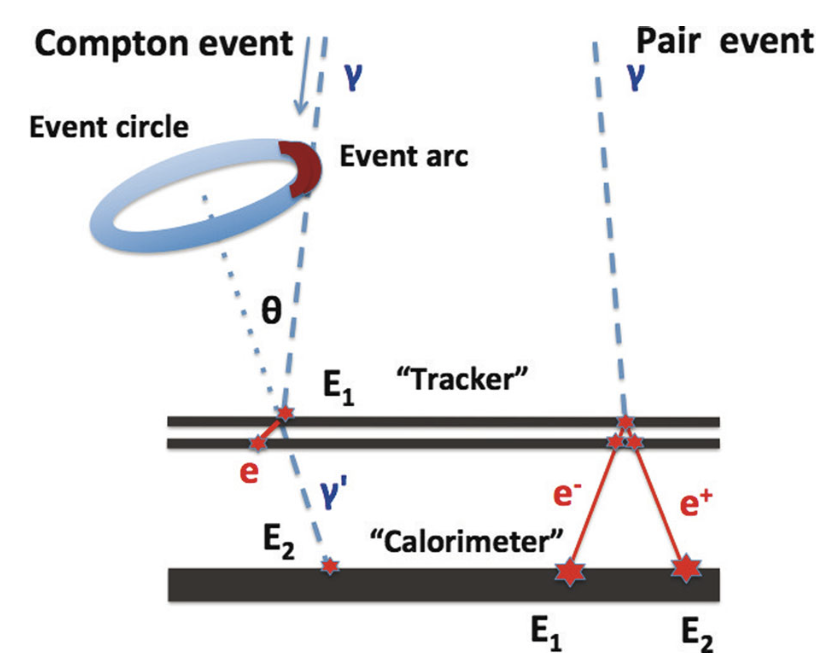 Compton event
Pair event
γ
γ
Event circle
Event arc
θ
E1
“Tracker”
e
γ'
e-
e+
E2
“Calorimeter”
E1
E2